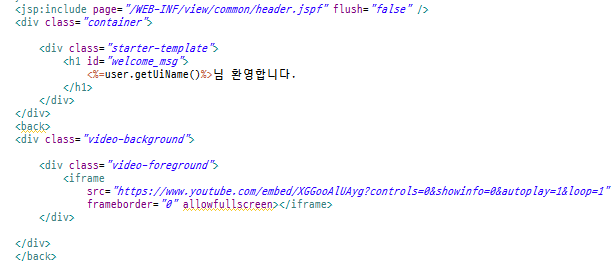 <jsp:include page="/WEB-INF/view/common/header.jspf" flush="false" />
<div class="container">
<div class="starter-template">
<h1 id="welcome_msg">
<%=user.getUiName()%>님 환영합니다.
</h1>
</div>
</div>
<back>
<div class="video-background">
<div class="video-foreground">
<iframe
src="https://www.youtube.com/embed/XGGooAlUAyg?controls=0&showinfo=0&autoplay=1&loop=1"
frameborder="0" allowfullscreen></iframe>
</div>
</div>
</back>